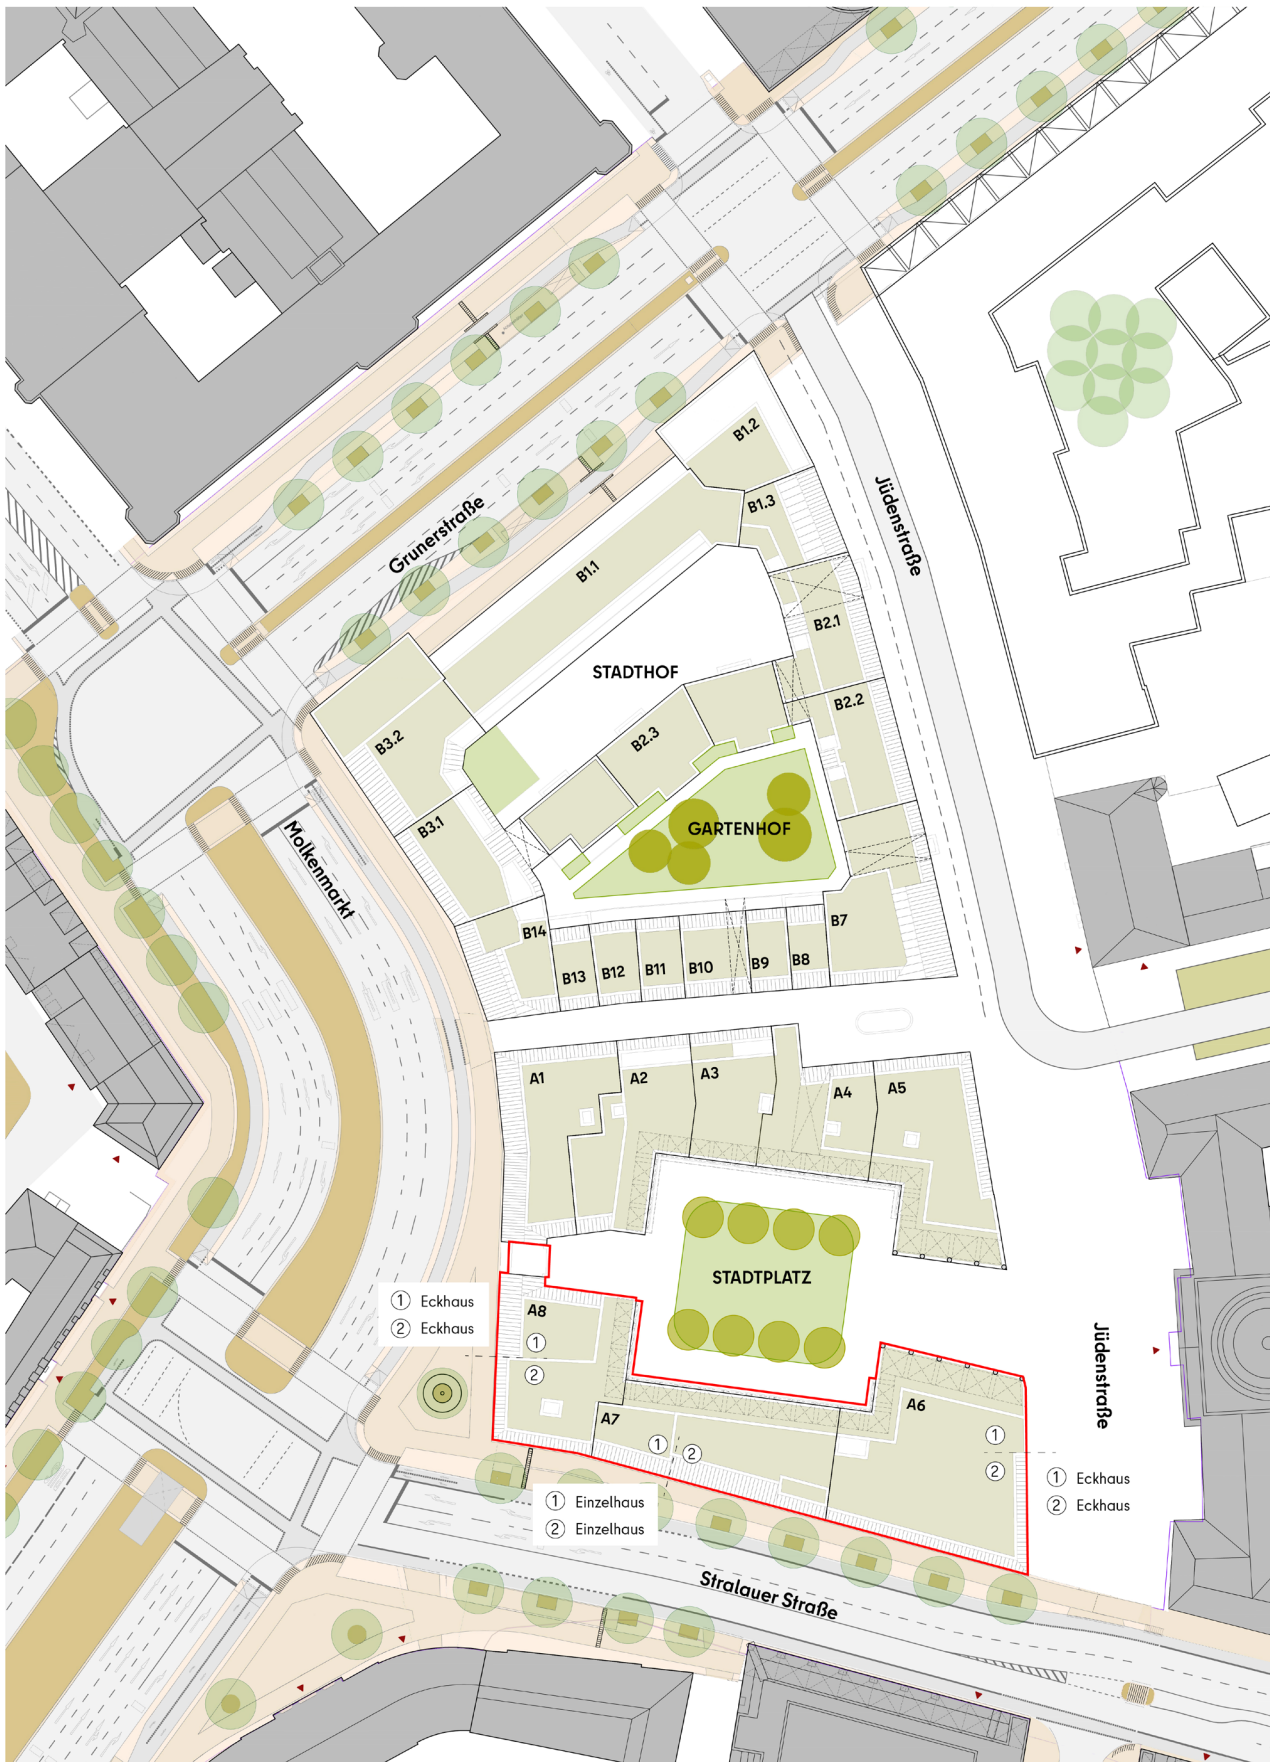 B1.2
B1.3
Jüdenstraße
Grunerstraße
B1.1
B2.1
STADTHOF
B2.2
B3.2
B2.3
B3.1
GARTENHOF
Molkenmarkt
B14
B7
B13
B12
B11
B10
B9
B8
A1
A2
A3
A4
A5
STADTPLATZ
1 Eckhaus
2 Eckhaus
A8
1
2
Jüdenstraße
A7
A6
1
2
1
2
1 Eckhaus
2 Eckhaus
1 Einzelhaus
2 Einzelhaus
Stralauer Straße